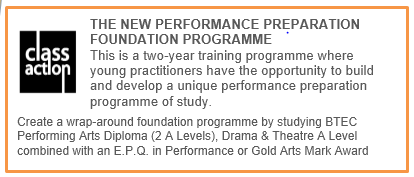 class
action
THE NEW PERFORMANCE PREPARATION
FOUNDATION PROGRAMME
This is a two-year training programme where
young practitioners have the opportunity to build
and develop a unique performance preparation
programme of study.
Create a wrap-around foundation programme by studying BTEC
Performing Arts Diploma (2 A Levels), Drama & Theatre A Level
combined with an E.P.Q. in Performance or Gold Arts Mark Award